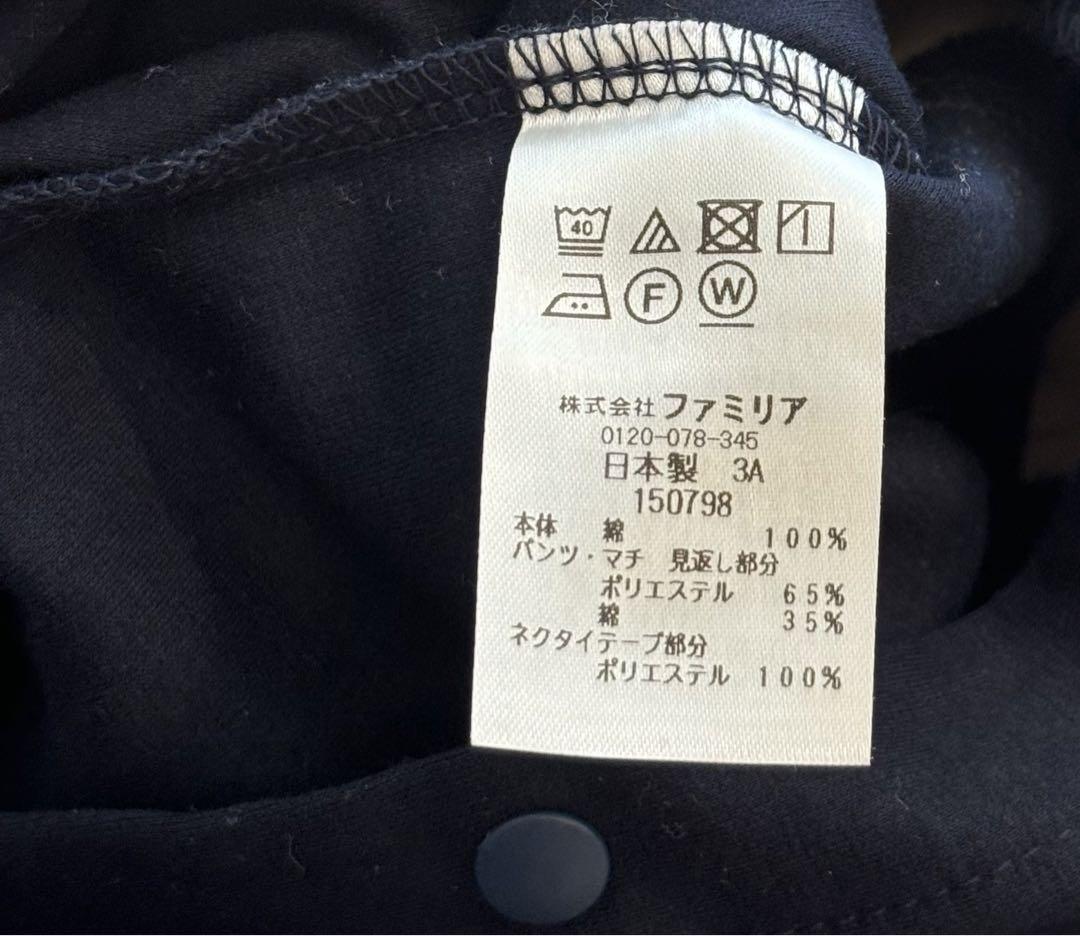 40
F W
株式会社ファミリア
0120-078-345
日本製 3A
150798
本体 綿 100%
パンツ・マチ 見返し部分
ポリエステル 65%
綿 35%
ネクタイテープ部分
ポリエステル 100%